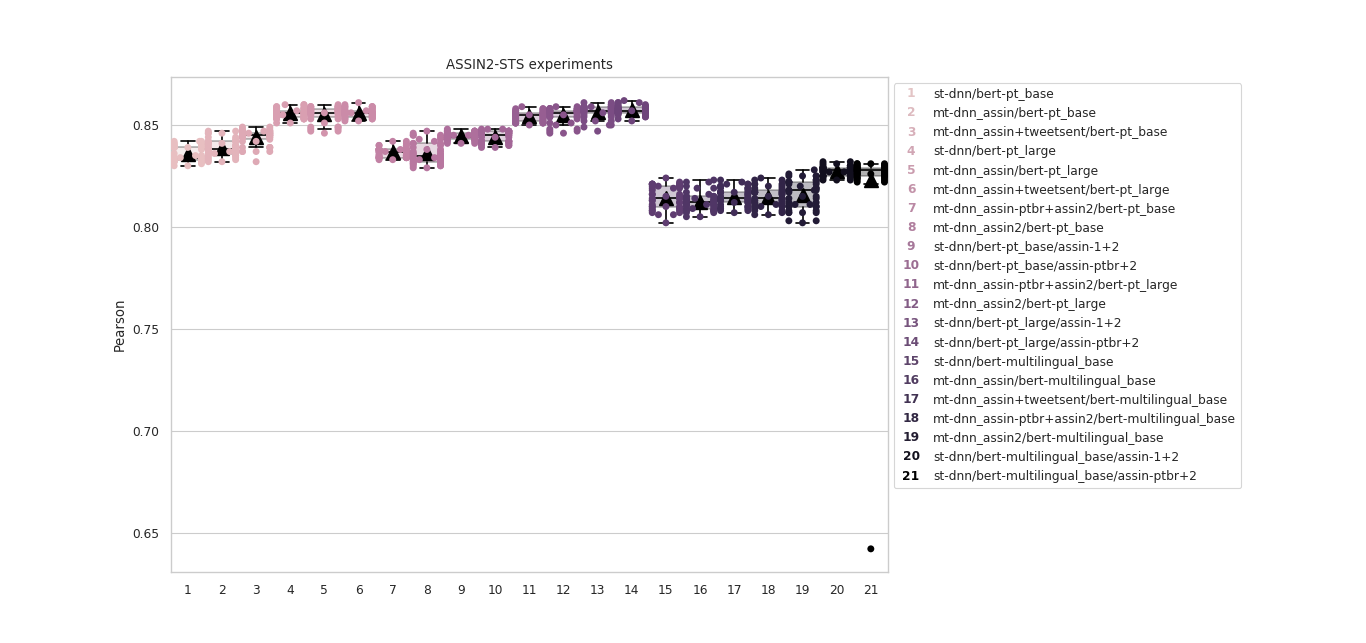 ASSIN2-STS experiments
Pearson
0.85
0.80
0.75
0.70
0.65
1 2 3 4 5 6 7 8 9 10 11 12 13 14 15 16 17 18 19 20 21
1 st-dnn/bert-pt_base
2 mt-dnn_assin/bert-pt_base
3 mt-dnn_assin+tweetsent/bert-pt_base
4 st-dnn/bert-pt_large
5 mt-dnn_assin/bert-pt_large
6 mt-dnn_assin+tweetsent/bert-pt_large
7 mt-dnn_assin-ptbr+assin2/bert-pt_base
8 mt-dnn_assin2/bert-pt_base
9 st-dnn/bert-pt_base/assin-1+2
10 st-dnn/bert-pt_base/assin-ptbr+2
11 mt-dnn_assin-ptbr+assin2/bert-pt_large
12 mt-dnn_assin2/bert-pt_large
13 st-dnn/bert-pt_large/assin-1+2
14 st-dnn/bert-pt_large/assin-ptbr+2
15 st-dnn/bert-multilingual_base
16 mt-dnn_assin/bert-multilingual_base
17 mt-dnn_assin+tweetsent/bert-multilingual_base
18 mt-dnn_assin-ptbr+assin2/bert-multilingual_base
19 mt-dnn_assin2/bert-multilingual_base
20 st-dnn/bert-multilingual_base/assin-1+2
21 st-dnn/bert-multilingual_base/assin-ptbr+2